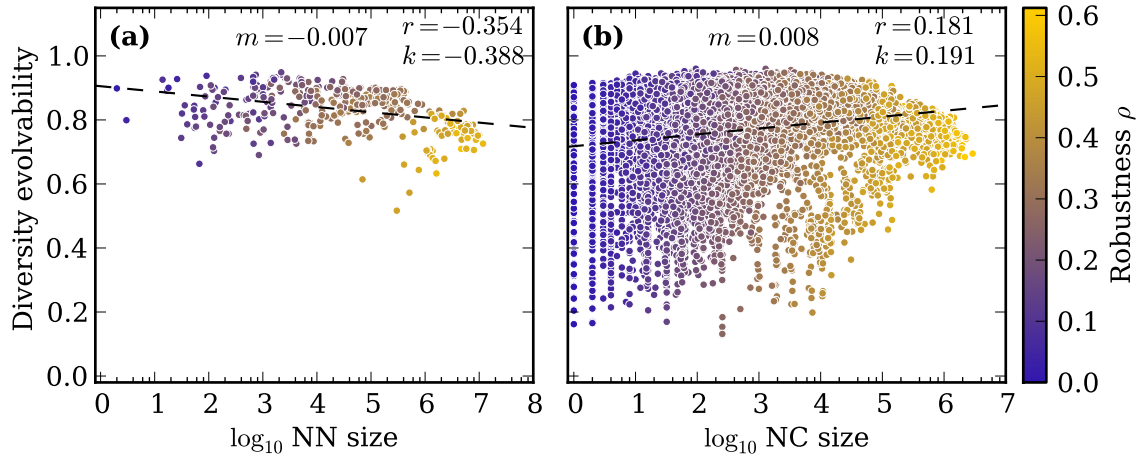 (a)
m=−0.007
r=−0.354
k=−0.388
(b)
m=0.008
r=0.181
k=0.191
Diversity evolvability
1.0
0.8
0.6
0.4
0.2
0.0
0 1 2 3 4 5 6 7 8
log₁₀ NN size
0 1 2 3 4 5 6 7
log₁₀ NC size
0.6
0.5
0.4
0.3
0.2
0.1
0.0
Robustness ρ